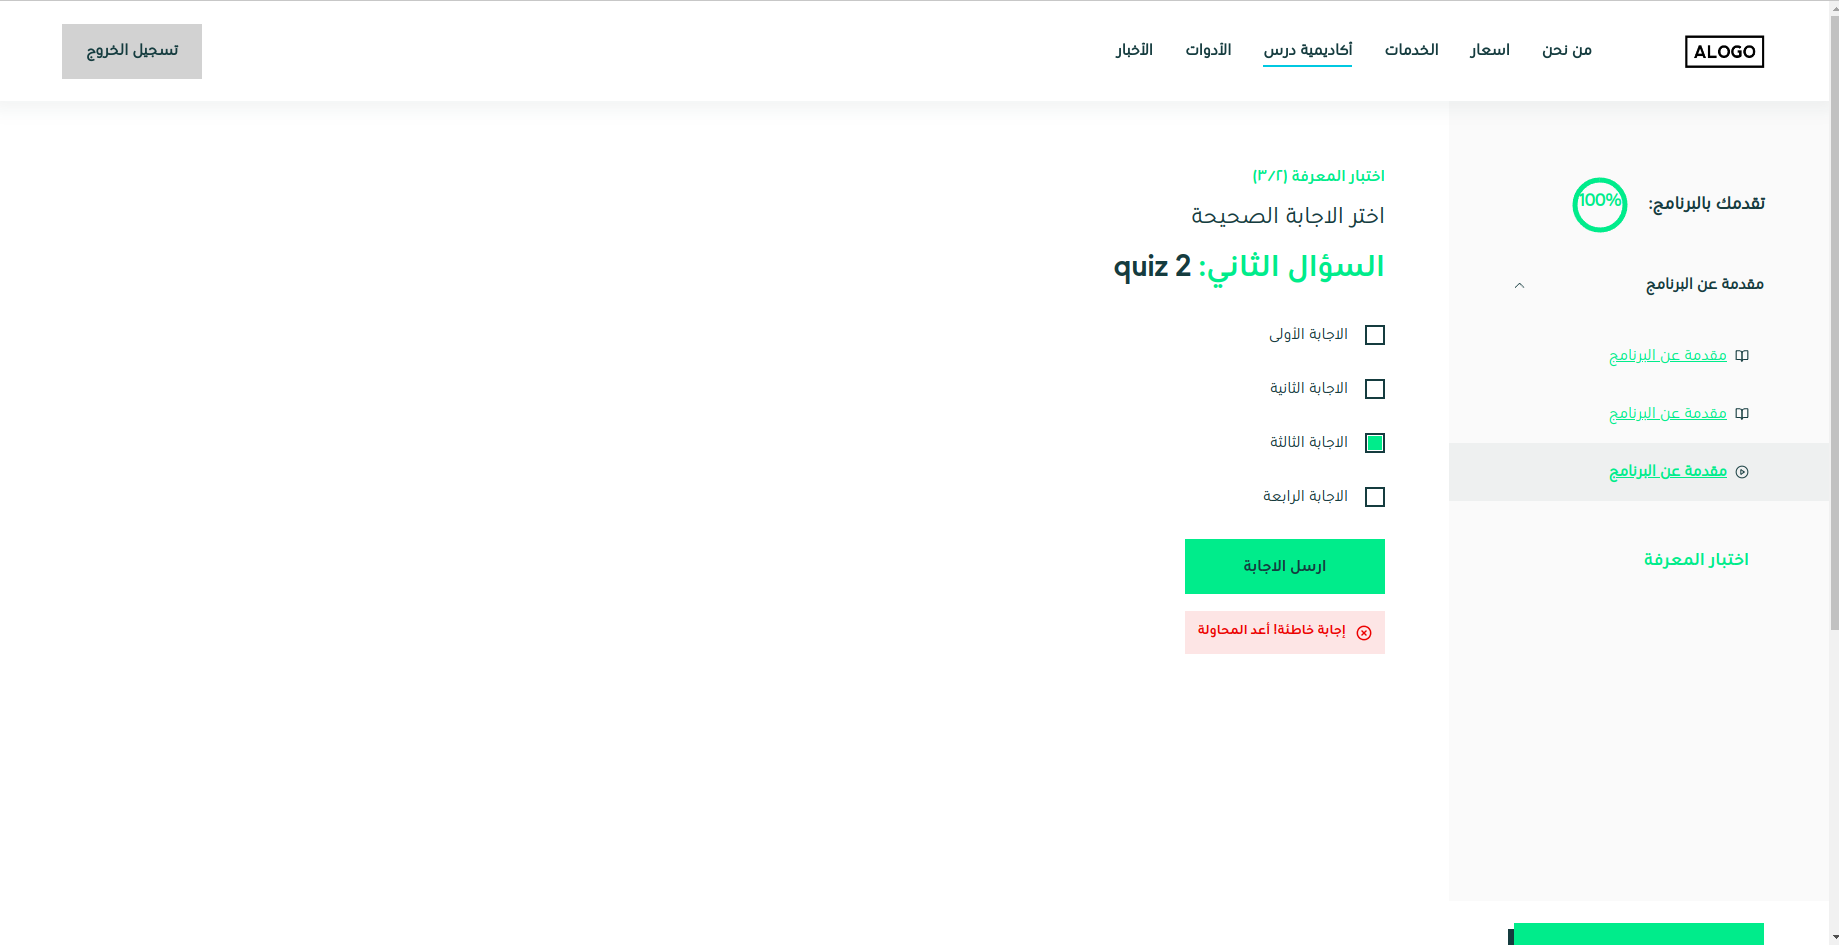 ALOGO
من نحن
اسعار
الخدمات
أكاديمية درس
الأدوات
الأخبار
تسجيل الخروج
تقدمك بالبرنامج:
100%
مقدمة عن البرنامج
مقدمة عن البرنامج
مقدمة عن البرنامج
مقدمة عن البرنامج
اختبار المعرفة
اختبار المعرفة (٣/٢)
اختر الاجابة الصحيحة
السؤال الثاني: quiz 2
الاجابة الأولى
الاجابة الثانية
الاجابة الثالثة
الاجابة الرابعة
ارسل الاجابة
إجابة خاطئة! أعد المحاولة